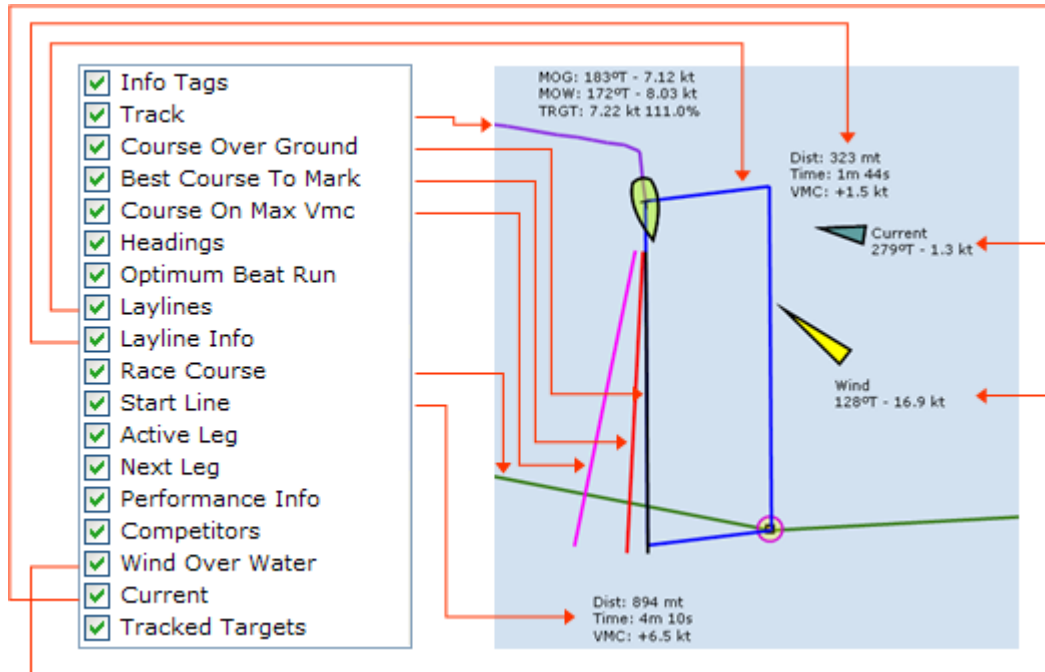 Info Tags
Track
Course Over Ground
Best Course To Mark
Course On Max Vmc
Headings
Optimum Beat Run
Laylines
Layline Info
Race Course
Start Line
Active Leg
Next Leg
Performance Info
Competitors
Wind Over Water
Current
Tracked Targets
MOG: 183ºT - 7.12 kt
MOW: 172ºT - 8.03 kt
TRGT: 7.22 kt 111.0%
Dist: 323 mt
Time: 1m 44s
VMC: +1.5 kt
Current
279ºT - 1.3 kt
Wind
128ºT - 16.9 kt
Dist: 894 mt
Time: 4m 10s
VMC: +6.5 kt